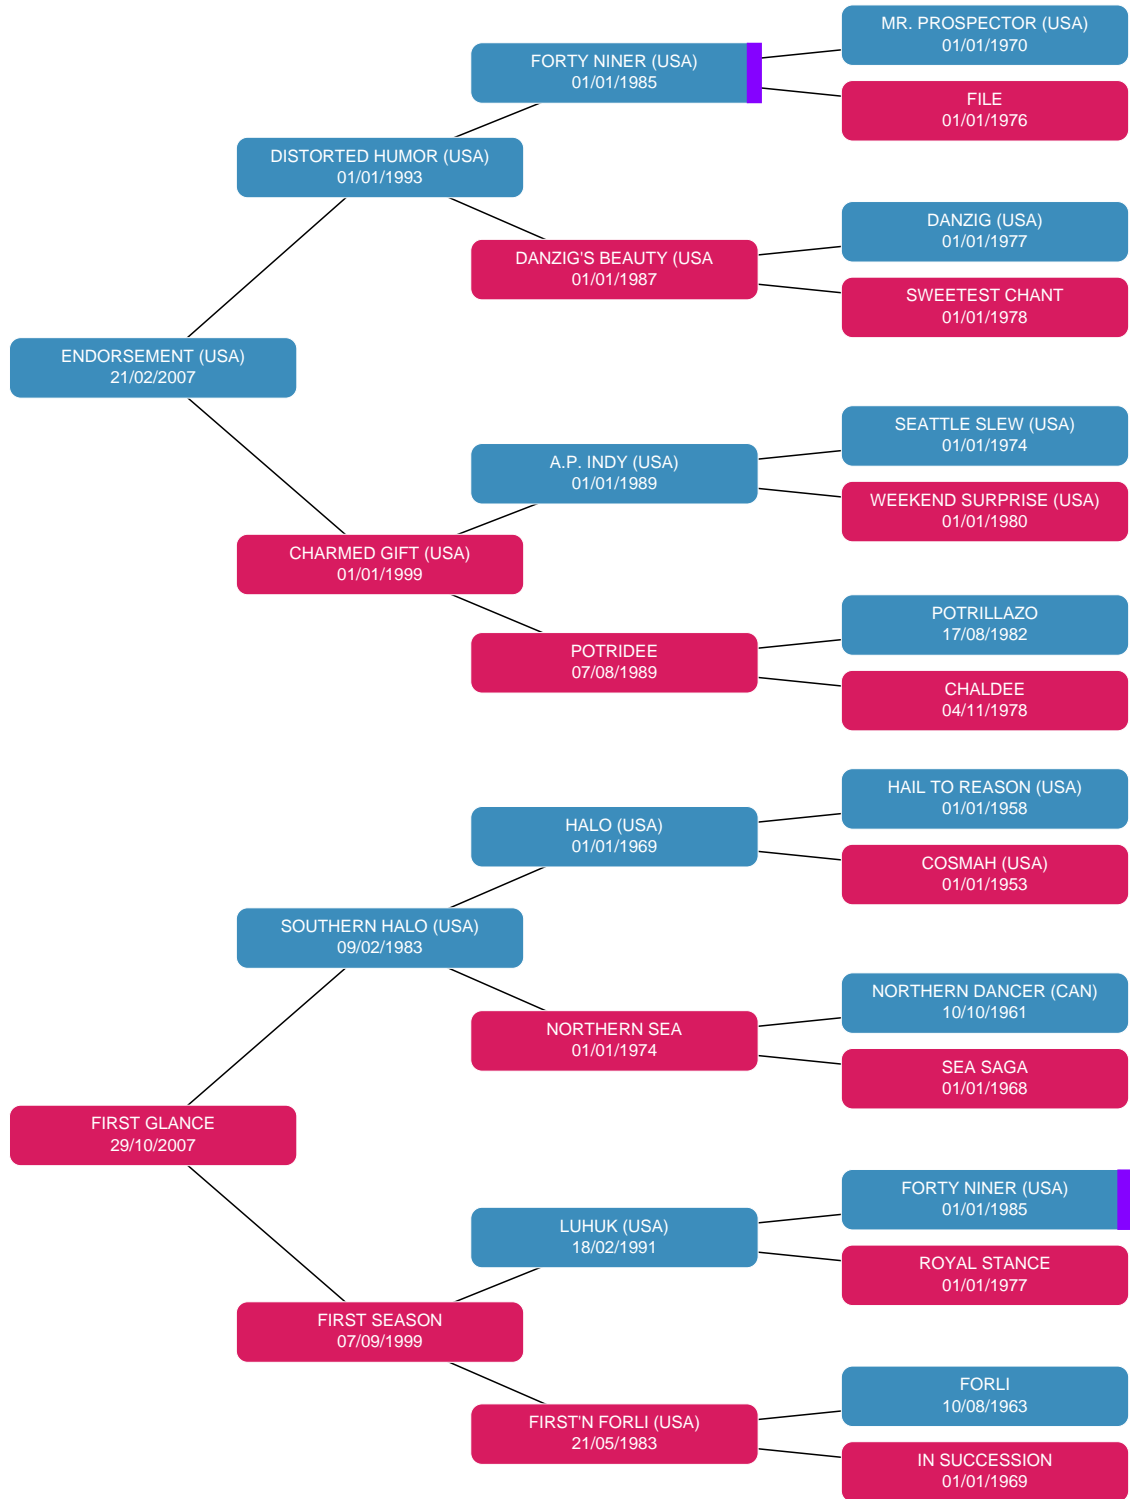 MR. PROSPECTOR (USA)
01/01/1970
FORTY NINER (USA)
01/01/1985
FILE
01/01/1976
DISTORTED HUMOR (USA)
01/01/1993
DANZIG (USA)
01/01/1977
DANZIG'S BEAUTY (USA
01/01/1987
SWEETEST CHANT
01/01/1978
ENDORSEMENT (USA)
21/02/2007
SEATTLE SLEW (USA)
01/01/1974
A.P. INDY (USA)
01/01/1989
WEEKEND SURPRISE (USA)
01/01/1980
CHARMED GIFT (USA)
01/01/1999
POTRILLAZO
17/08/1982
POTRIDEE
07/08/1989
CHALDEE
04/11/1978
HAIL TO REASON (USA)
01/01/1958
HALO (USA)
01/01/1969
COSMAH (USA)
01/01/1953
SOUTHERN HALO (USA)
09/02/1983
NORTHERN DANCER (CAN)
10/10/1961
NORTHERN SEA
01/01/1974
SEA SAGA
01/01/1968
FIRST GLANCE
29/10/2007
FORTY NINER (USA)
01/01/1985
LUHUK (USA)
18/02/1991
ROYAL STANCE
01/01/1977
FIRST SEASON
07/09/1999
FORLI
10/08/1963
FIRST'N FORLI (USA)
21/05/1983
IN SUCCESSION
01/01/1969